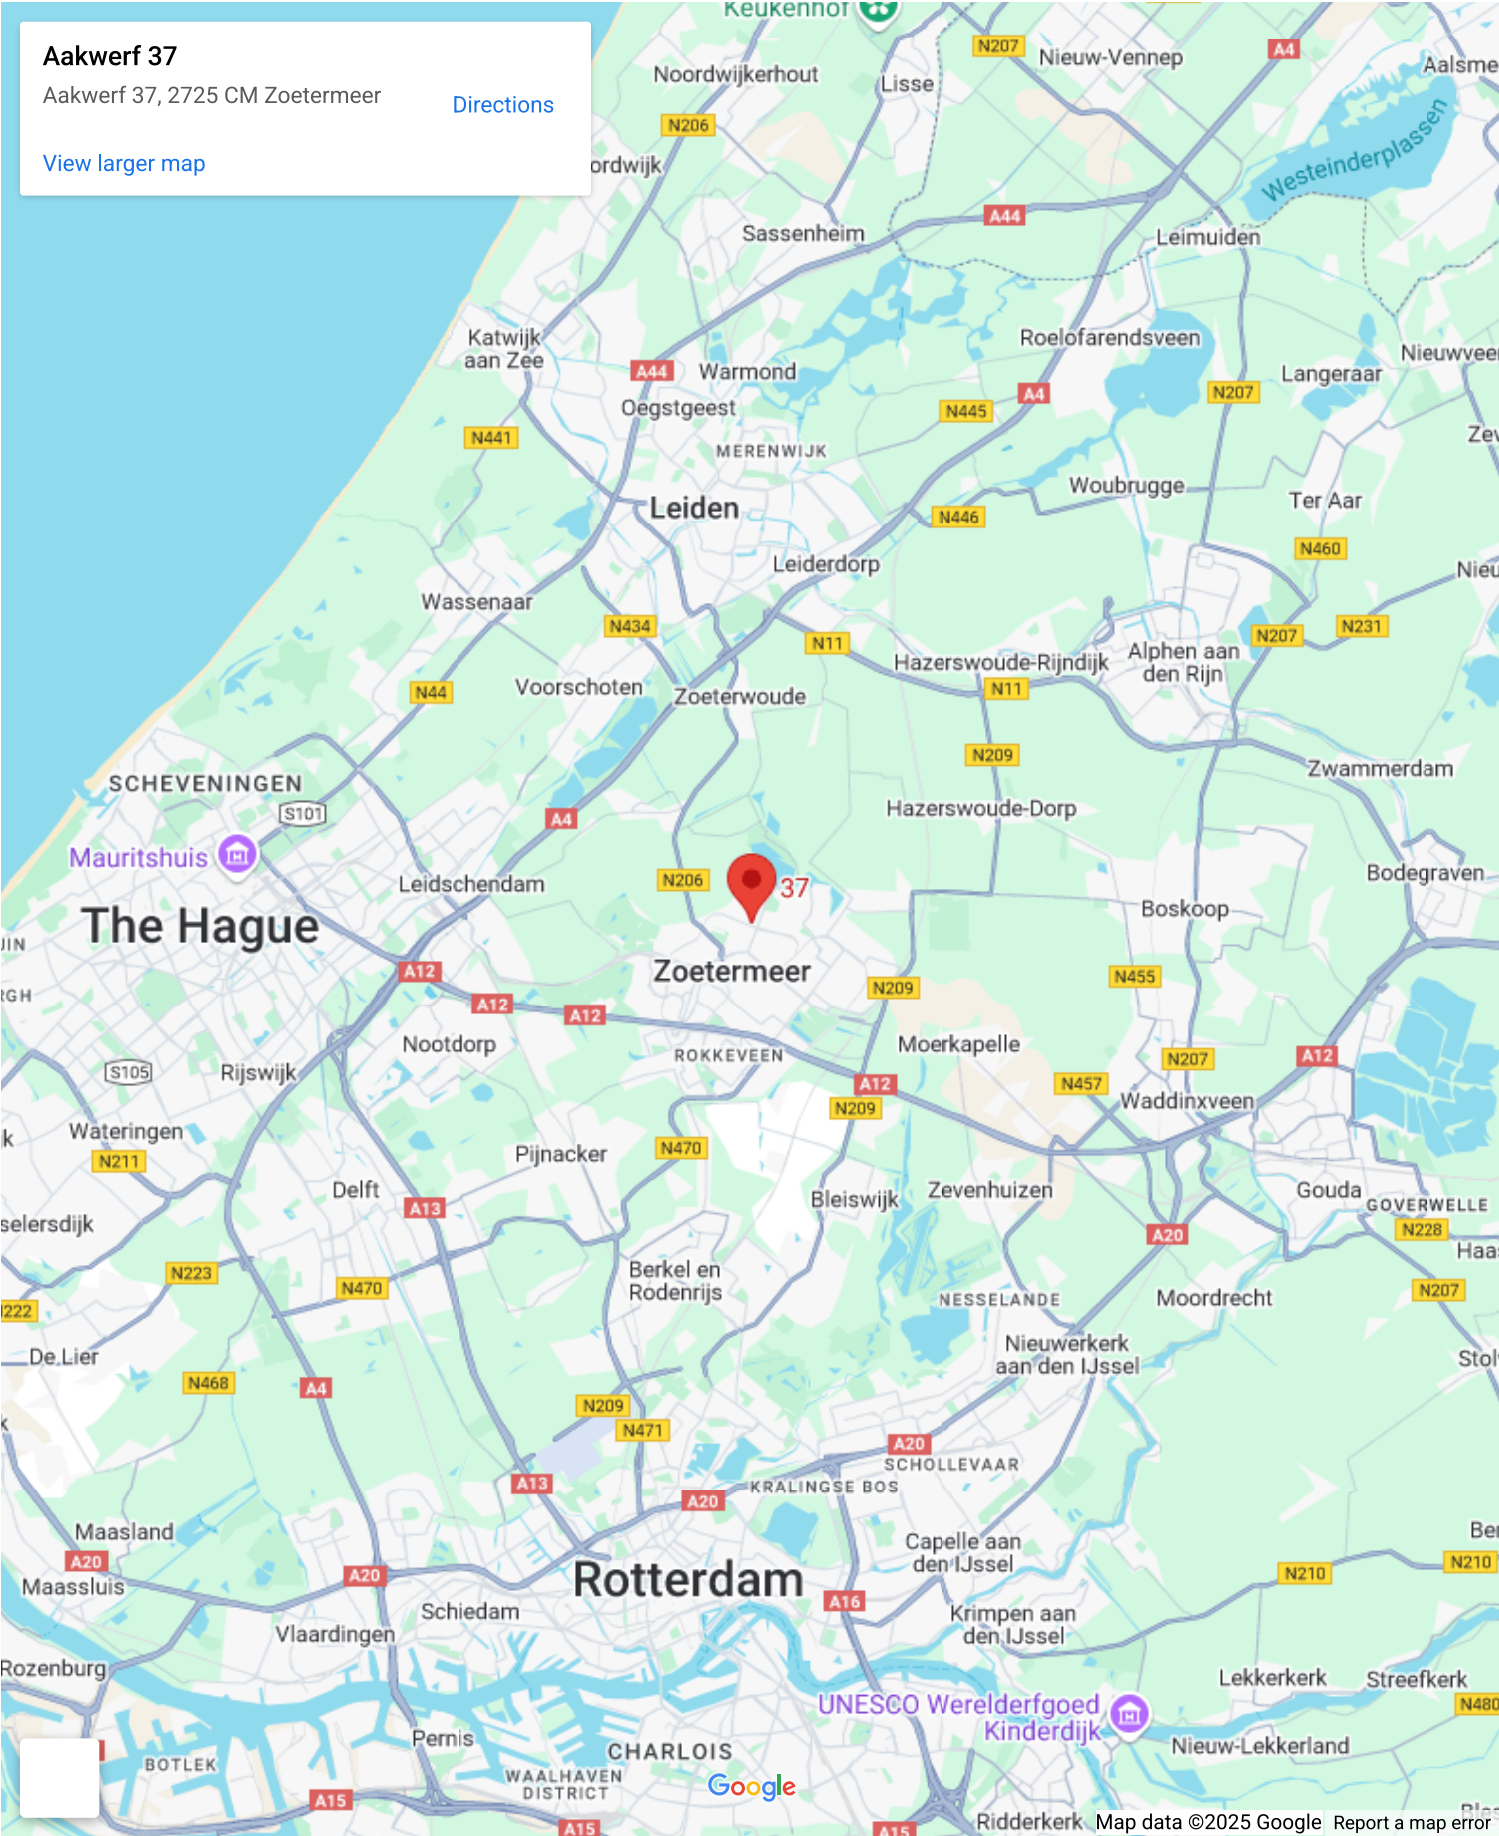 Keukenhof
Aakwerf 37
Aakwerf 37, 2725 CM Zoetermeer
Directions
View larger map
N207
Nieuw-Vennep
A4
Noordwijkerhout
Lisse
N206
Westeinderplassen
A44
Sassenheim
Leimuiden
Katwijk
aan Zee
Roelofarendsveen
A44
Warmond
Langeraar
A4
N207
Oegstgeest
N445
N441
MERENWIJK
Woubrugge
Leiden
Ter Aar
N446
N460
Leiderdorp
Wassenaar
N434
N231
N207
N11
Hazerswoude-Rijndijk
Alphen aan
den Rijn
Voorschoten
N44
Zoeterwoude
N11
N209
Zwammerdam
SCHEVENINGEN
S101
A4
Hazerswoude-Dorp
Mauritshuis
Leidschendam
N206
37
Bodegraven
The Hague
Boskoop
A12
Zoetermeer
N455
N209
A12
A12
Nootdorp
ROKKEVEEN
Moerkapelle
A12
N207
S105
Rijswijk
A12
N457
N209
Waddinxveen
Wateringen
N211
Pijnacker
N470
Delft
Bleiswijk
Zevenhuizen
Gouda
GOVERWELLE
A13
N228
A20
N223
Berkel en
Rodenrijs
N470
N207
NESSELANDE
Moordrecht
De Lier
Nieuwerkerk
aan den IJssel
N468
A4
N209
N471
A20
SCHOLLEVAAR
A13
KRALINGSE BOS
A20
Maasland
A20
Capelle aan
den IJssel
N210
N210
Maassluis
A20
Rotterdam
A16
Schiedam
Krimpen aan
den IJssel
Vlaardingen
Rozenburg
Lekkerkerk
Streefkerk
UNESCO Werelderfgoed
Kinderdijk
N480
Pernis
CHARLOIS
Nieuw-Lekkerland
BOTLEK
WAALHAVEN
DISTRICT
Google
A15
A15
A15
Ridderkerk
Map data ©2025 Google
Report a map error